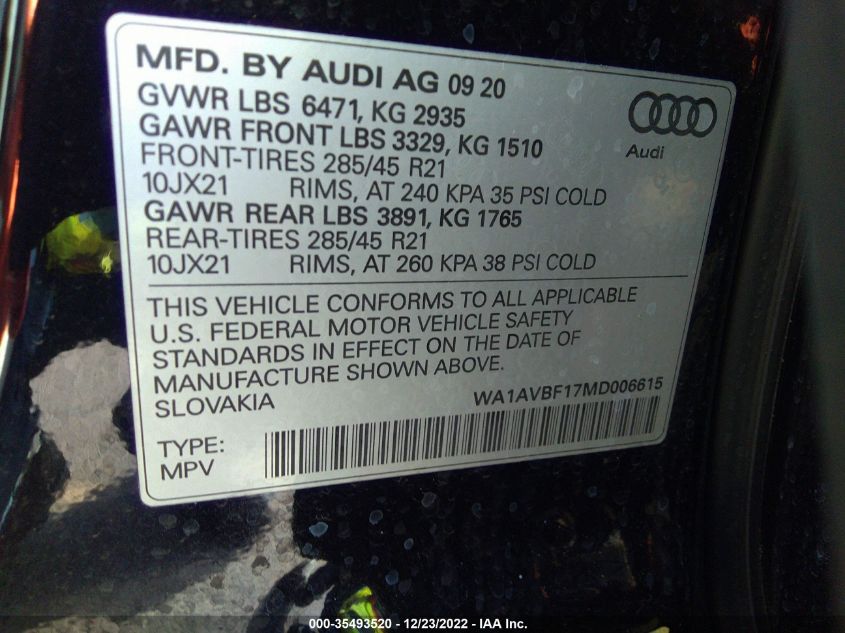 MFD. BY AUDI AG 09 20
GVWR LBS 6471, KG 2935
GAWR FRONT LBS 3329, KG 1510
FRONT-TIRES 285/45 R21
10JX21 RIMS, AT 240 KPA 35 PSI COLD
GAWR REAR LBS 3891, KG 1765
REAR-TIRES 285/45 R21
10JX21 RIMS, AT 260 KPA 38 PSI COLD
Audi
THIS VEHICLE CONFORMS TO ALL APPLICABLE
U.S. FEDERAL MOTOR VEHICLE SAFETY
STANDARDS IN EFFECT ON THE DATE OF
MANUFACTURE SHOWN ABOVE.
SLOVAKIA WA1AVBF17MD006615
TYPE:
MPV
000-35493520 - 12/23/2022 - IAA Inc.